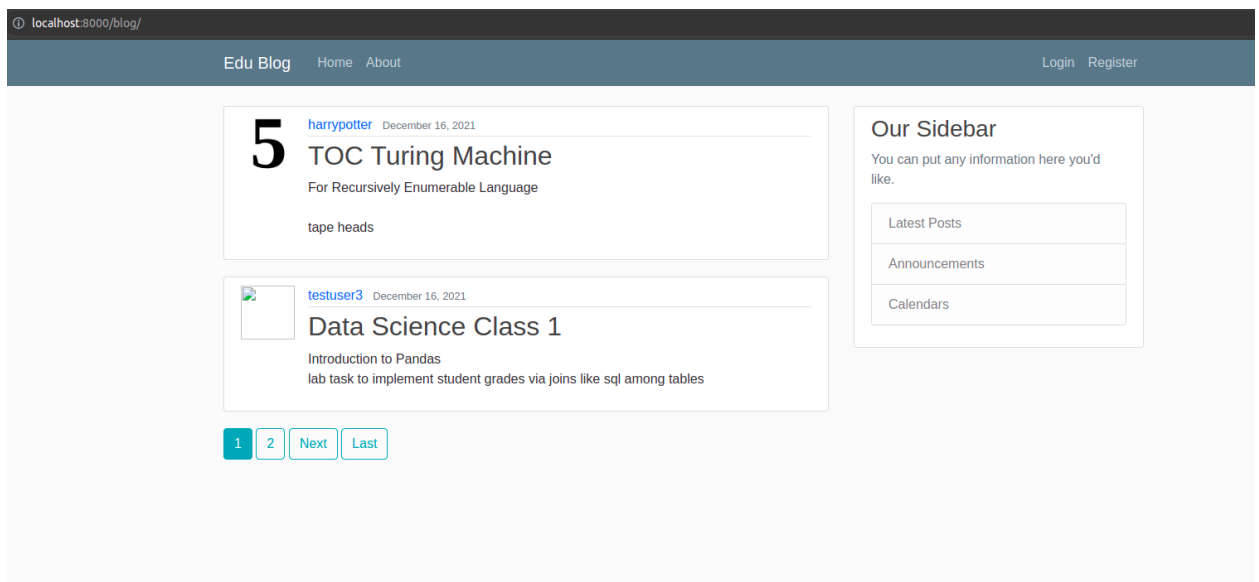 localhost:8000/blog/
Edu Blog Home About Login Register
5
harrypotter December 16, 2021
TOC Turing Machine
For Recursively Enumerable Language
tape heads
testuser3 December 16, 2021
Data Science Class 1
Introduction to Pandas
lab task to implement student grades via joins like sql among tables
1 2 Next Last
Our Sidebar
You can put any information here you'd
like.
Latest Posts
Announcements
Calendars